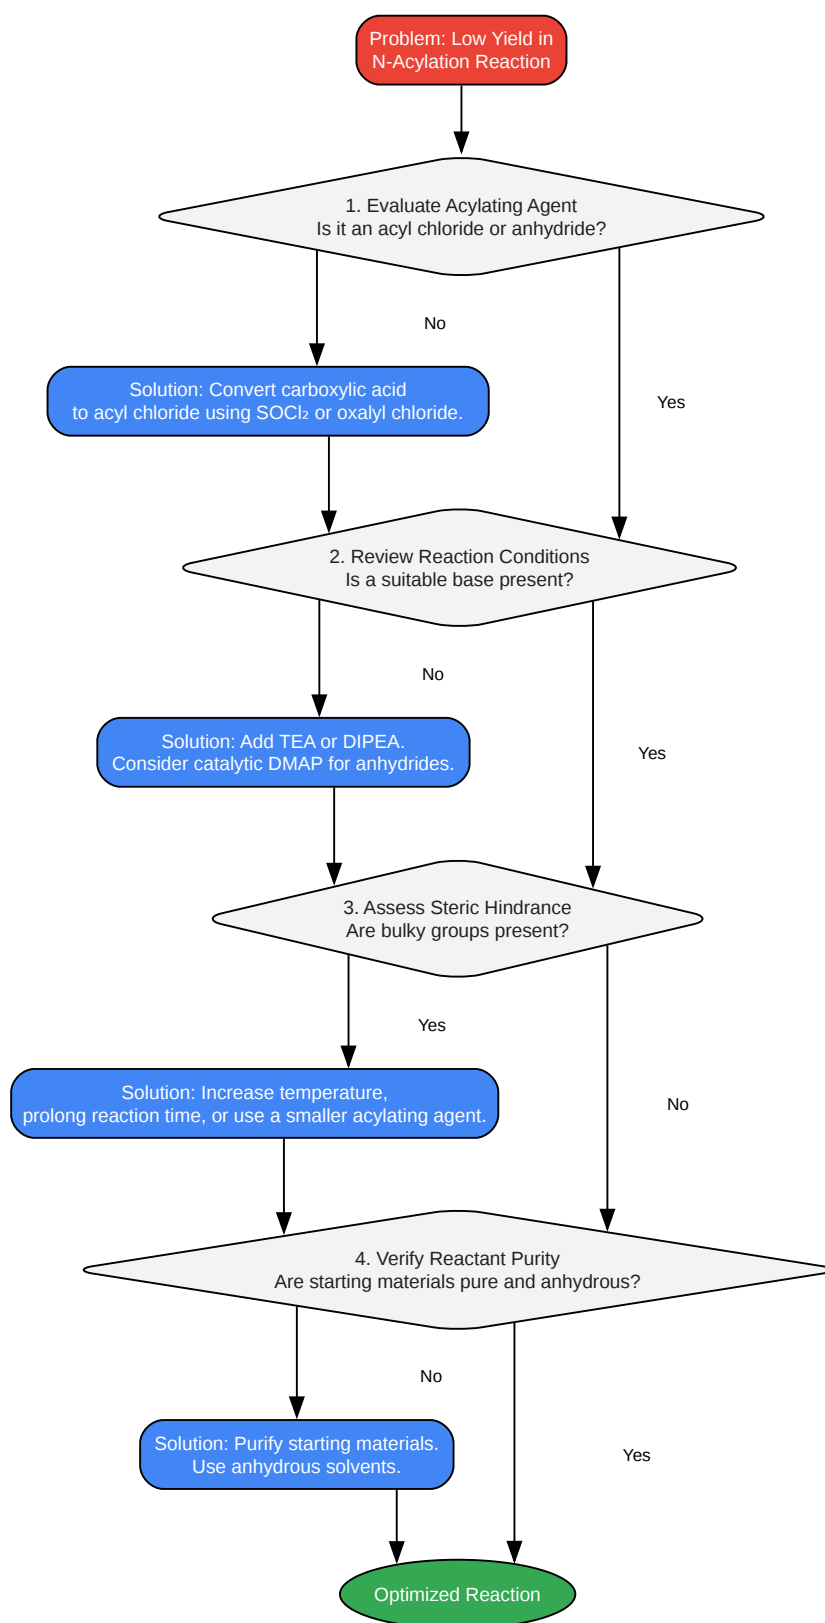 Problem: Low Yield in
N-Acylation Reaction
1. Evaluate Acylating Agent
Is it an acyl chloride or anhydride?
No
Solution: Convert carboxylic acid
to acyl chloride using SOCl₂ or oxalyl chloride.
Yes
2. Review Reaction Conditions
Is a suitable base present?
No
Solution: Add TEA or DIPEA.
Consider catalytic DMAP for anhydrides.
Yes
3. Assess Steric Hindrance
Are bulky groups present?
Yes
Solution: Increase temperature,
prolong reaction time, or use a smaller acylating agent.
No
4. Verify Reactant Purity
Are starting materials pure and anhydrous?
No
Solution: Purify starting materials.
Use anhydrous solvents.
Yes
Optimized Reaction